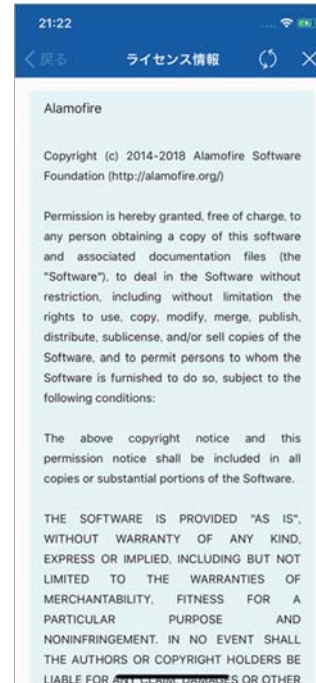 21:22
戻る
ライセンス情報
Alamofire
Copyright (c) 2014-2018 Alamofire Software
Foundation (http://alamofire.org/)
Permission is hereby granted, free of charge, to
any person obtaining a copy of this software
and associated documentation files (the
"Software"), to deal in the Software without
restriction, including without limitation the
rights to use, copy, modify, merge, publish,
distribute, sublicense, and/or sell copies of the
Software, and to permit persons to whom the
Software is furnished to do so, subject to the
following conditions:
The above copyright notice and this
permission notice shall be included in all
copies or substantial portions of the Software.
THE SOFTWARE IS PROVIDED "AS IS",
WITHOUT WARRANTY OF ANY KIND,
EXPRESS OR IMPLIED, INCLUDING BUT NOT
LIMITED TO THE WARRANTIES OF
MERCHANTABILITY, FITNESS FOR A
PARTICULAR PURPOSE AND
NONINFRINGEMENT. IN NO EVENT SHALL
THE AUTHORS OR COPYRIGHT HOLDERS BE
LIABLE FOR ANY CLAIM, DAMAGES OR OTHER